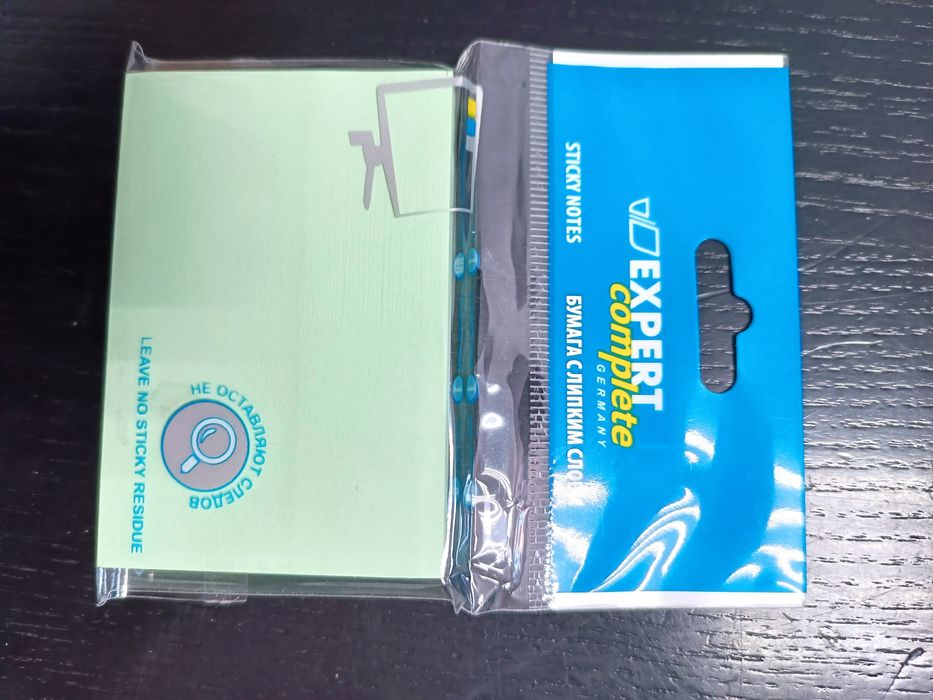 EXPERT
complete
GERMANY
STICKY NOTES
БУМАГА С ЛИПКИМ СЛО
НЕ ОСТАВЛЯЮТ СЛЕДОВ
LEAVE NO STICKY RESIDUE